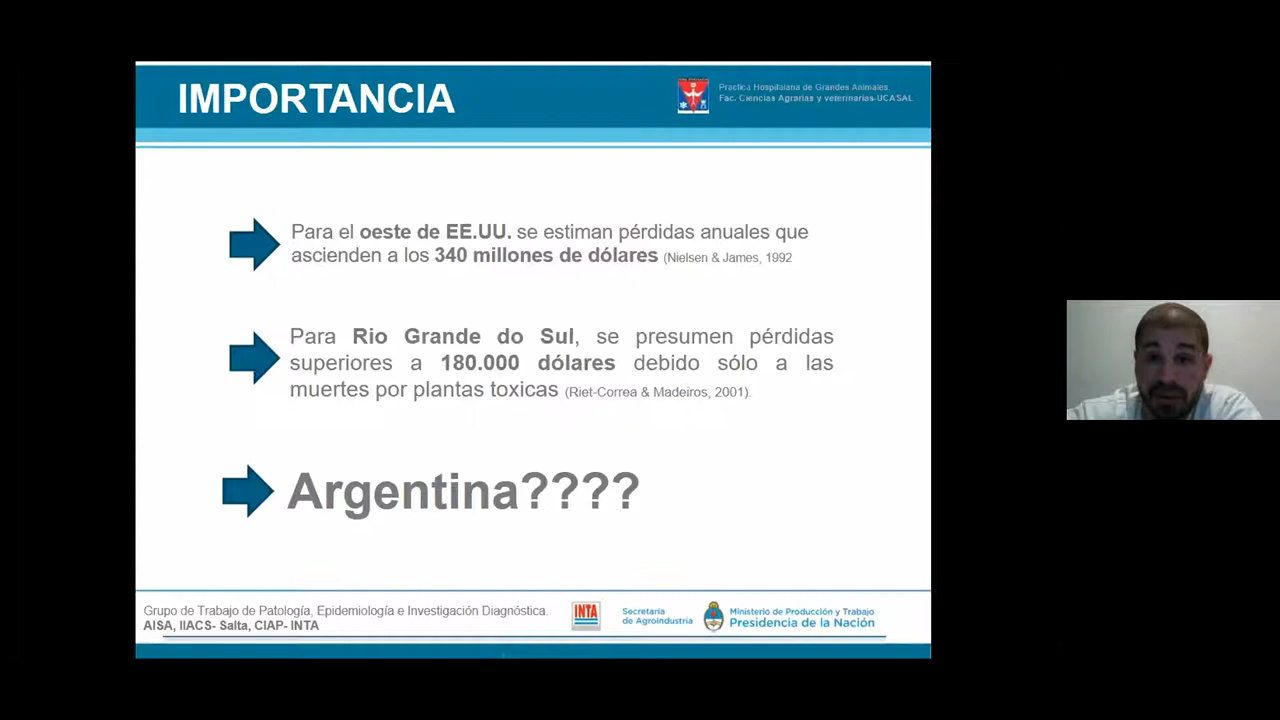 IMPORTANCIA
Practica Hospitalaria de Grandes Animales.
Fac. Ciencias Agrarias y veterinarias-UCASAL
Para el oeste de EE.UU. se estiman pérdidas anuales que
ascienden a los 340 millones de dólares (Nielsen & James, 1992
Para Rio Grande do Sul, se presumen pérdidas
superiores a 180.000 dólares debido sólo a las
muertes por plantas toxicas (Riet-Correa & Madeiros, 2001).
Argentina????
Grupo de Trabajo de Patología, Epidemiología e Investigación Diagnóstica.
AISA, IIACS- Salta, CIAP- INTA
INTA
Secretaría
de Agroindustria
Ministerio de Producción y Trabajo
Presidencia de la Nación